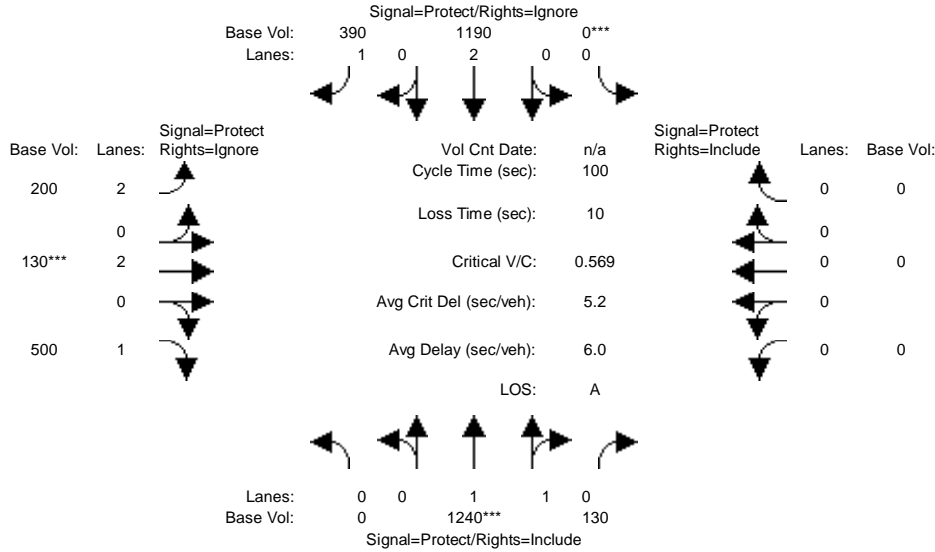 Signal=Protect/Rights=Ignore
Base Vol: 390 1190 0***
Lanes: 1 0 2 0 0
Signal=Protect Signal=Protect
Base Vol: Lanes: Rights=Ignore Vol Cnt Date: n/a Rights=Include Lanes: Base Vol:
Cycle Time (sec): 100
200 2 0 0
Loss Time (sec): 10
0 0
130*** 2 Critical V/C: 0.569 0 0
0 Avg Crit Del (sec/veh): 5.2 0
500 1 Avg Delay (sec/veh): 6.0 0 0
LOS: A
Lanes: 0 0 1 1 0
Base Vol: 0 1240*** 130
Signal=Protect/Rights=Include